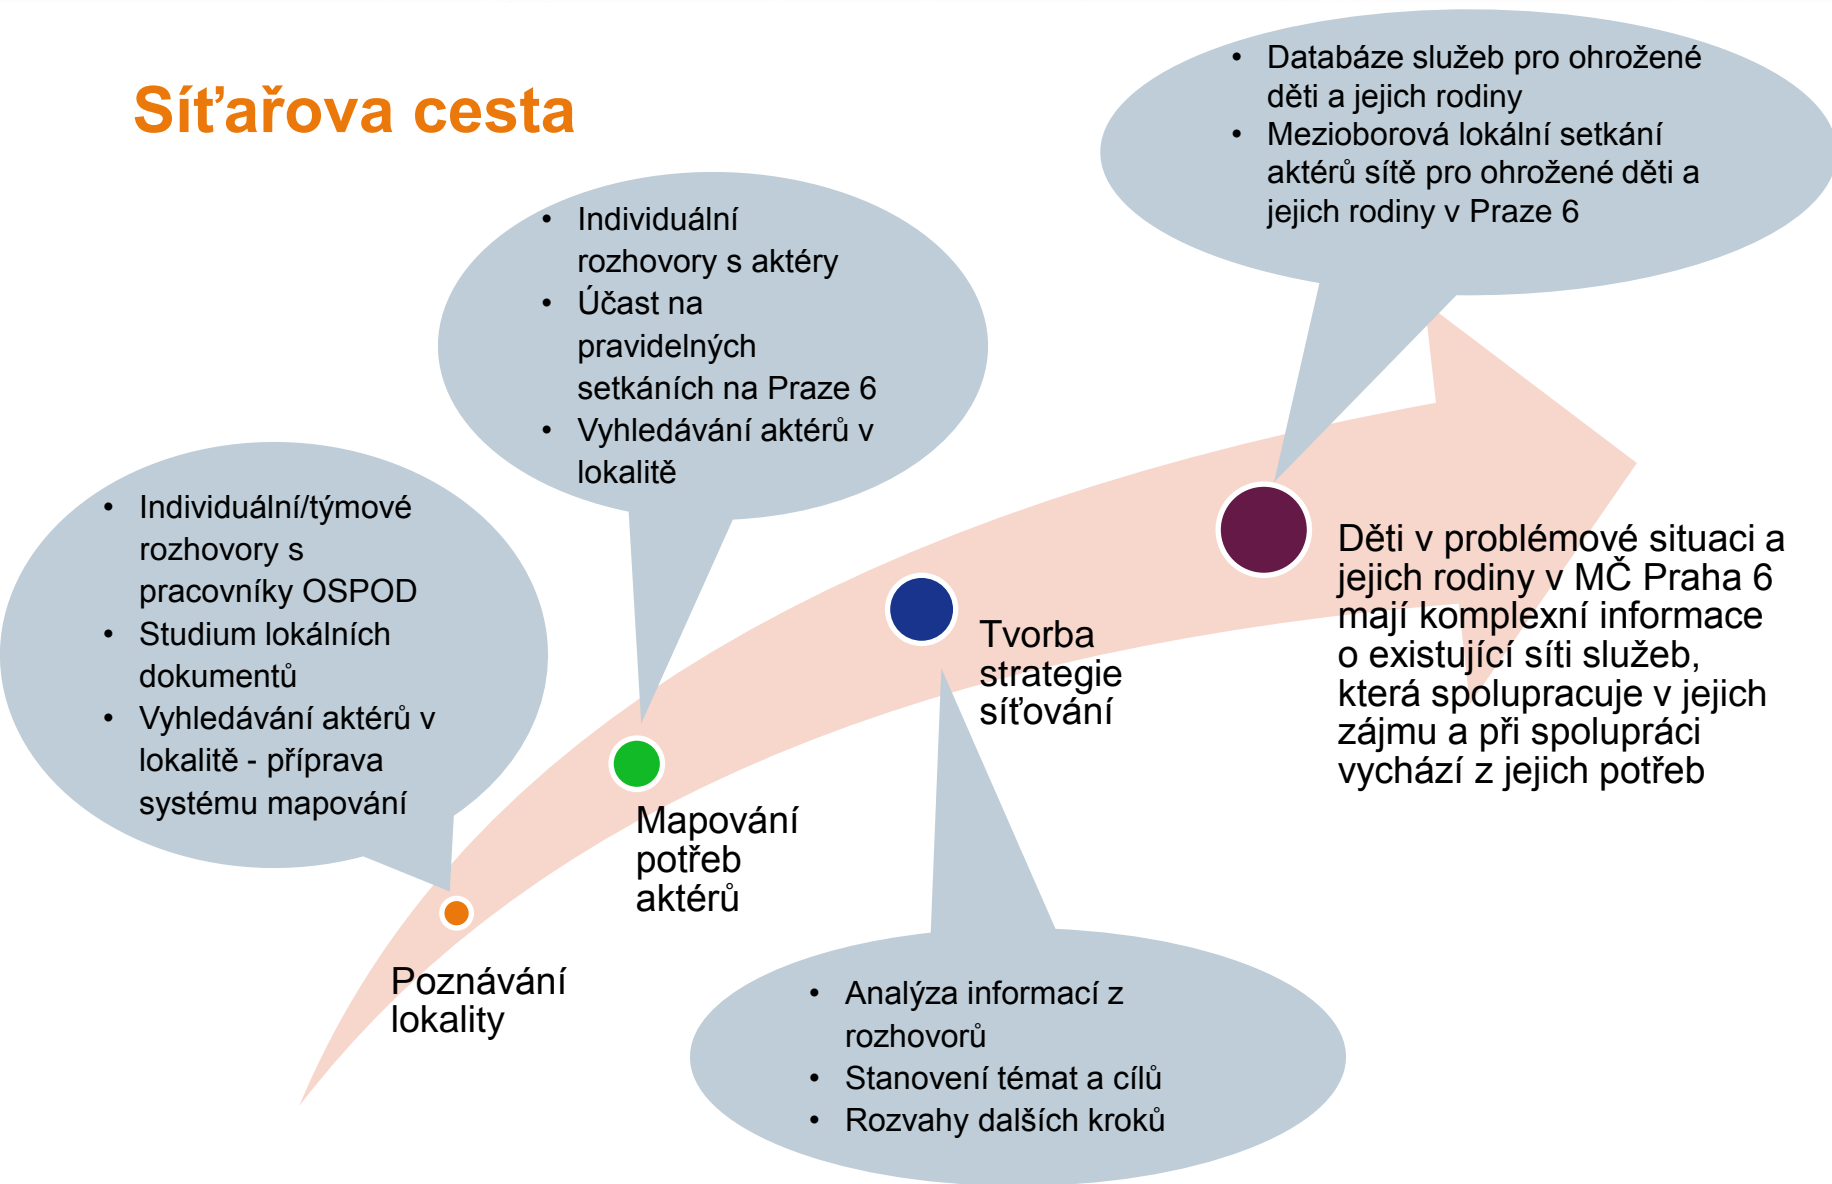 Síťařova cesta
• Individuální/týmové
rozhovory s
pracovníky OSPOD
• Studium lokálních
dokumentů
• Vyhledávání aktérů v
lokalitě - příprava
systému mapování
Poznávání
lokality
• Individuální
rozhovory s aktéry
• Účast na
pravidelných
setkáních na Praze 6
• Vyhledávání aktérů v
lokalitě
Mapování
potřeb
aktérů
• Analýza informací z
rozhovorů
• Stanovení témat a cílů
• Rozvahy dalších kroků
Tvorba
strategie
síťování
• Databáze služeb pro ohrožené
děti a jejich rodiny
• Mezioborová lokální setkání
aktérů sítě pro ohrožené děti a
jejich rodiny v Praze 6
Děti v problémové situaci a
jejich rodiny v MČ Praha 6
mají komplexní informace
o existující síti služeb,
která spolupracuje v jejich
zájmu a při spolupráci
vychází z jejich potřeb